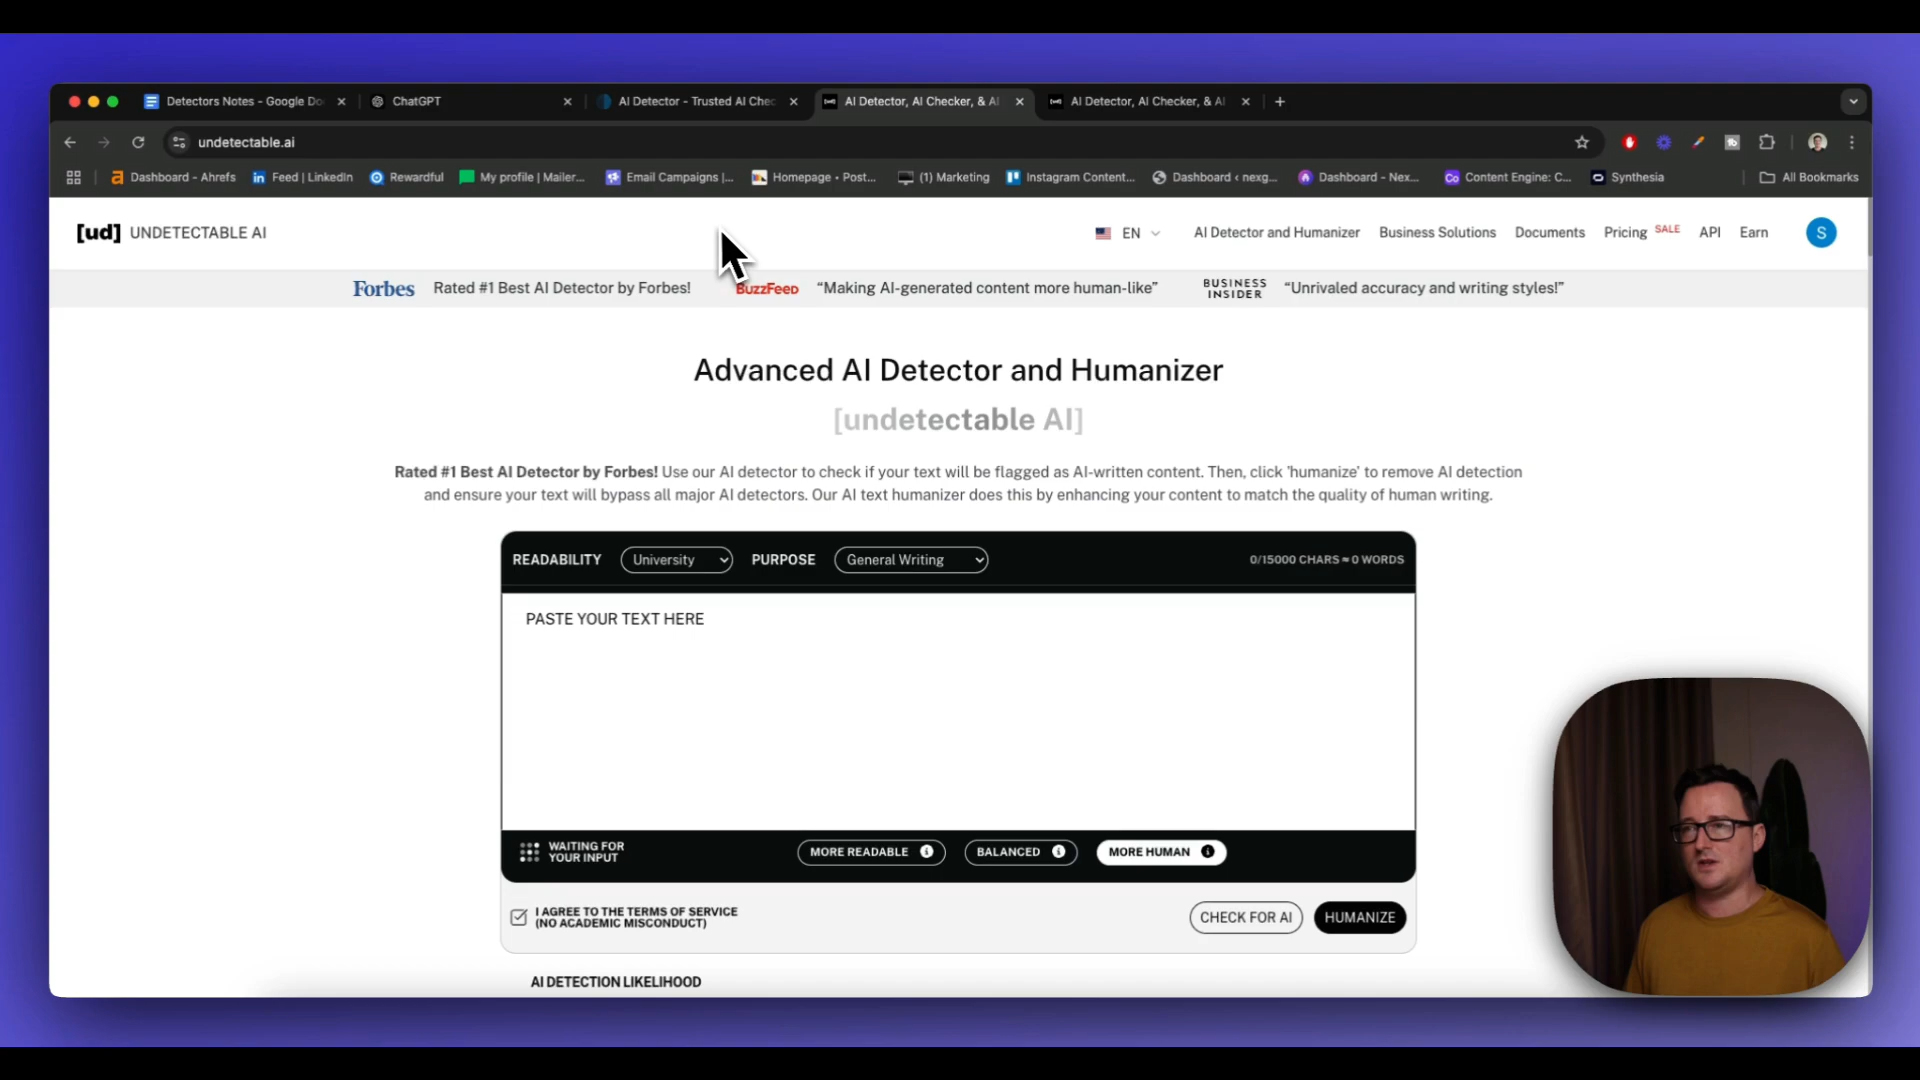 Detectors Notes - Google Do
ChatGPT
AI Detector - Trusted AI Chec
AI Detector, AI Checker, & AI
AI Detector, AI Checker, & AI
undetectable.ai
Dashboard - Ahrefs
Feed | LinkedIn
Rewardful
My profile | Mailer...
Email Campaigns |...
Homepage • Post...
(1) Marketing
Instagram Content...
Dashboard ‹ nexg...
Dashboard - Nex...
Content Engine: C...
Synthesia
All Bookmarks
[ud] UNDETECTABLE AI
EN
AI Detector and Humanizer
Business Solutions
Documents
Pricing SALE
API
Earn
S
Forbes Rated #1 Best AI Detector by Forbes!
BuzzFeed “Making AI-generated content more human-like”
BUSINESS
INSIDER
“Unrivaled accuracy and writing styles!”
Advanced AI Detector and Humanizer
[undetectable AI]
Rated #1 Best AI Detector by Forbes! Use our AI detector to check if your text will be flagged as AI-written content. Then, click 'humanize' to remove AI detection
and ensure your text will bypass all major AI detectors. Our AI text humanizer does this by enhancing your content to match the quality of human writing.
READABILITY University PURPOSE General Writing 0/15000 CHARS ≈ 0 WORDS
PASTE YOUR TEXT HERE
WAITING FOR
YOUR INPUT
MORE READABLE
BALANCED
MORE HUMAN
I AGREE TO THE TERMS OF SERVICE
(NO ACADEMIC MISCONDUCT)
CHECK FOR AI
HUMANIZE
AI DETECTION LIKELIHOOD